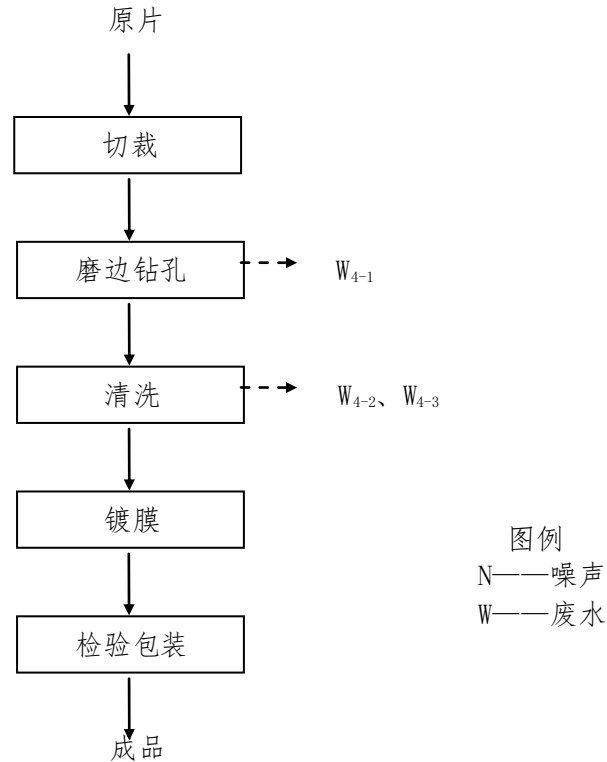 原片
切裁
磨边钻孔
W4-1
清洗
W4-2、W4-3
镀膜
图例
N——噪声
W——废水
检验包装
成品